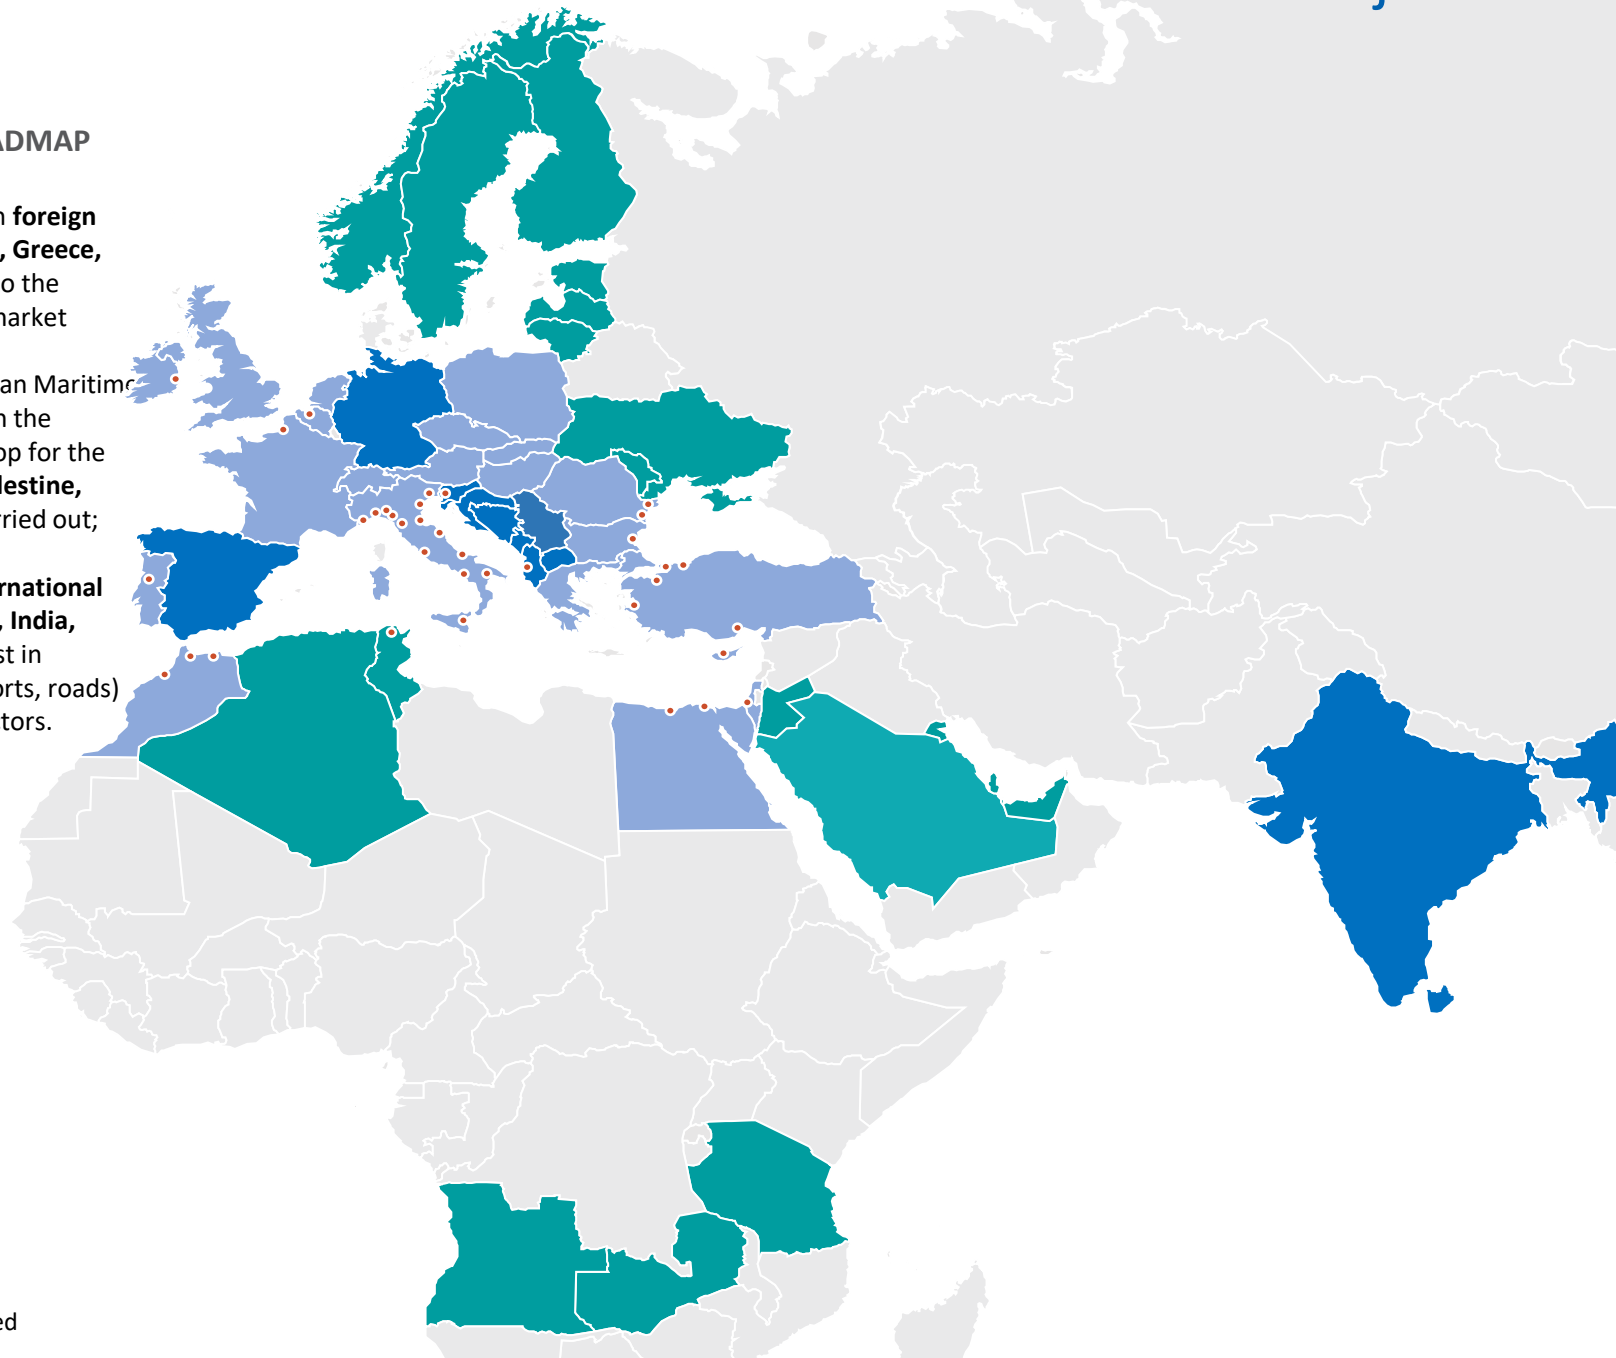 ADMAP
n foreign
, Greece,
o the
market
an Maritime
n the
op for the
lestine,
rried out;
rnational
, India,
st in
orts, roads)
tors.
ed